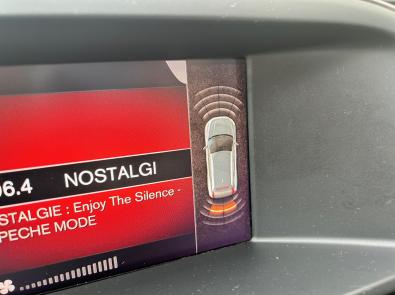 06.4 NOSTALGI
STALGIE : Enjoy The Silence -
PECHE MODE